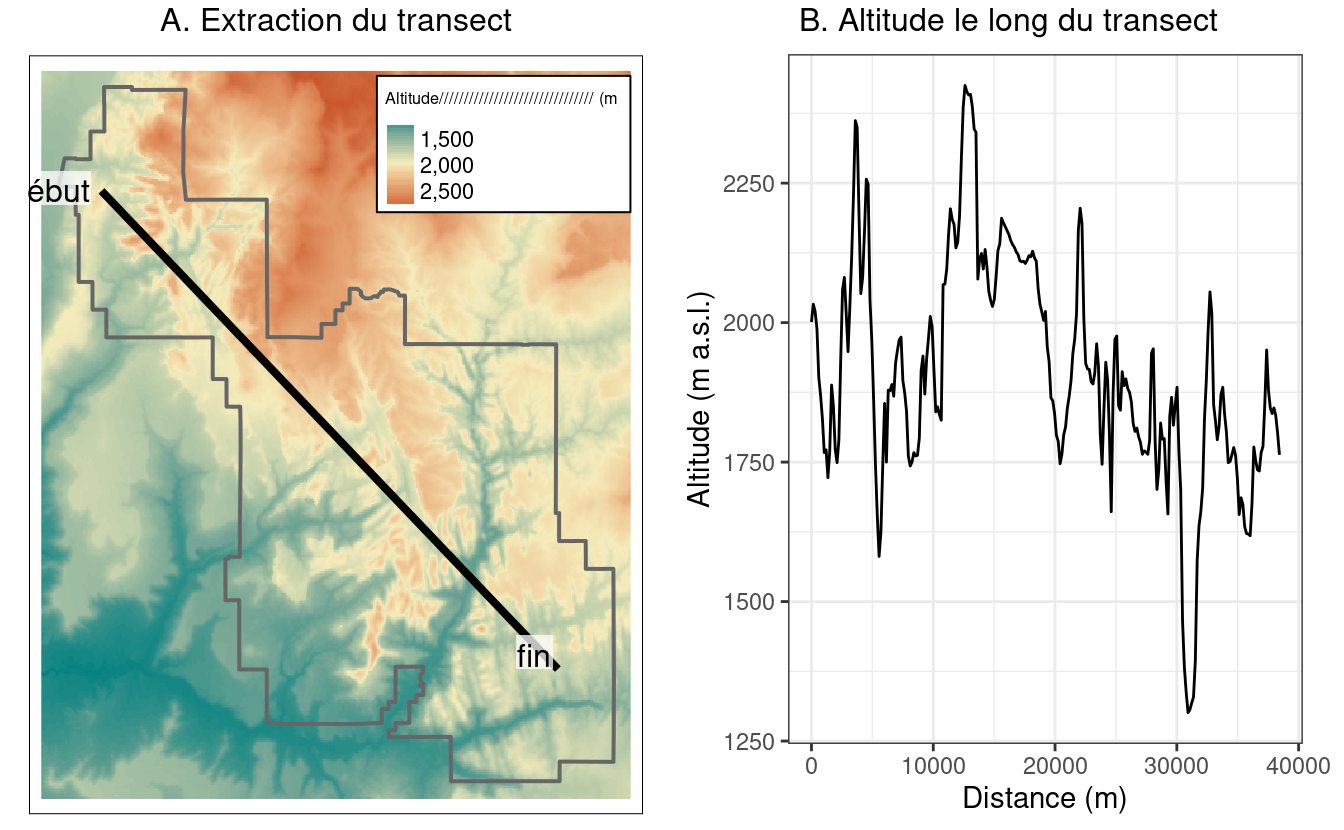 A. Extraction du transect
Altitude/////////////////////////////// (m
1,500
2,000
2,500
ébut
fin
B. Altitude le long du transect
Altitude (m a.s.l.)
2250
2000
1750
1500
1250
0 10000 20000 30000 40000
Distance (m)